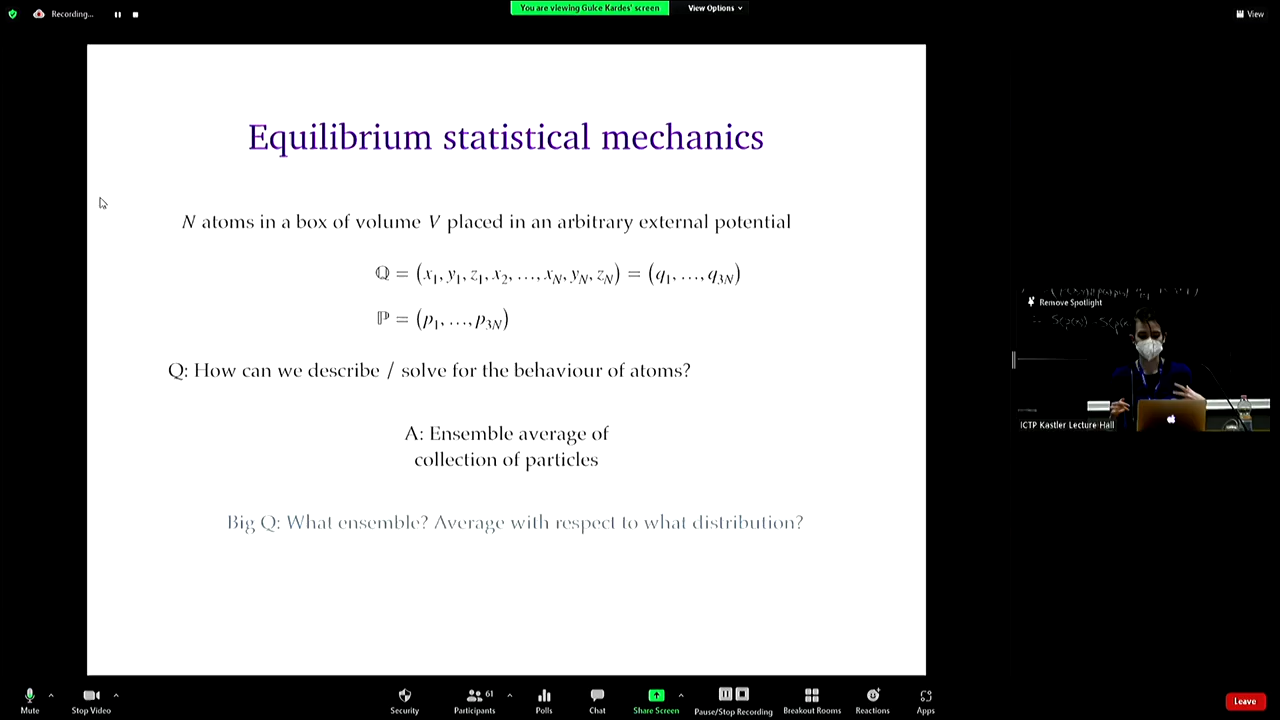 Recording...
You are viewing Gulce Kardes' screen
View Options
View
Equilibrium statistical mechanics
N atoms in a box of volume V placed in an arbitrary external potential
ℚ = (x₁, y₁, z₁, x₂, …, x_N, y_N, z_N) = (q₁, …, q_3N)
ℙ = (p₁, …, p_3N)
Q: How can we describe / solve for the behaviour of atoms?
A: Ensemble average of
collection of particles
Big Q: What ensemble? Average with respect to what distribution?
Remove Spotlight
ICTP Kastler Lecture Hall
Mute
Stop Video
Security
Participants
61
Polls
Chat
Share Screen
Pause/Stop Recording
Breakout Rooms
Reactions
Apps
Leave